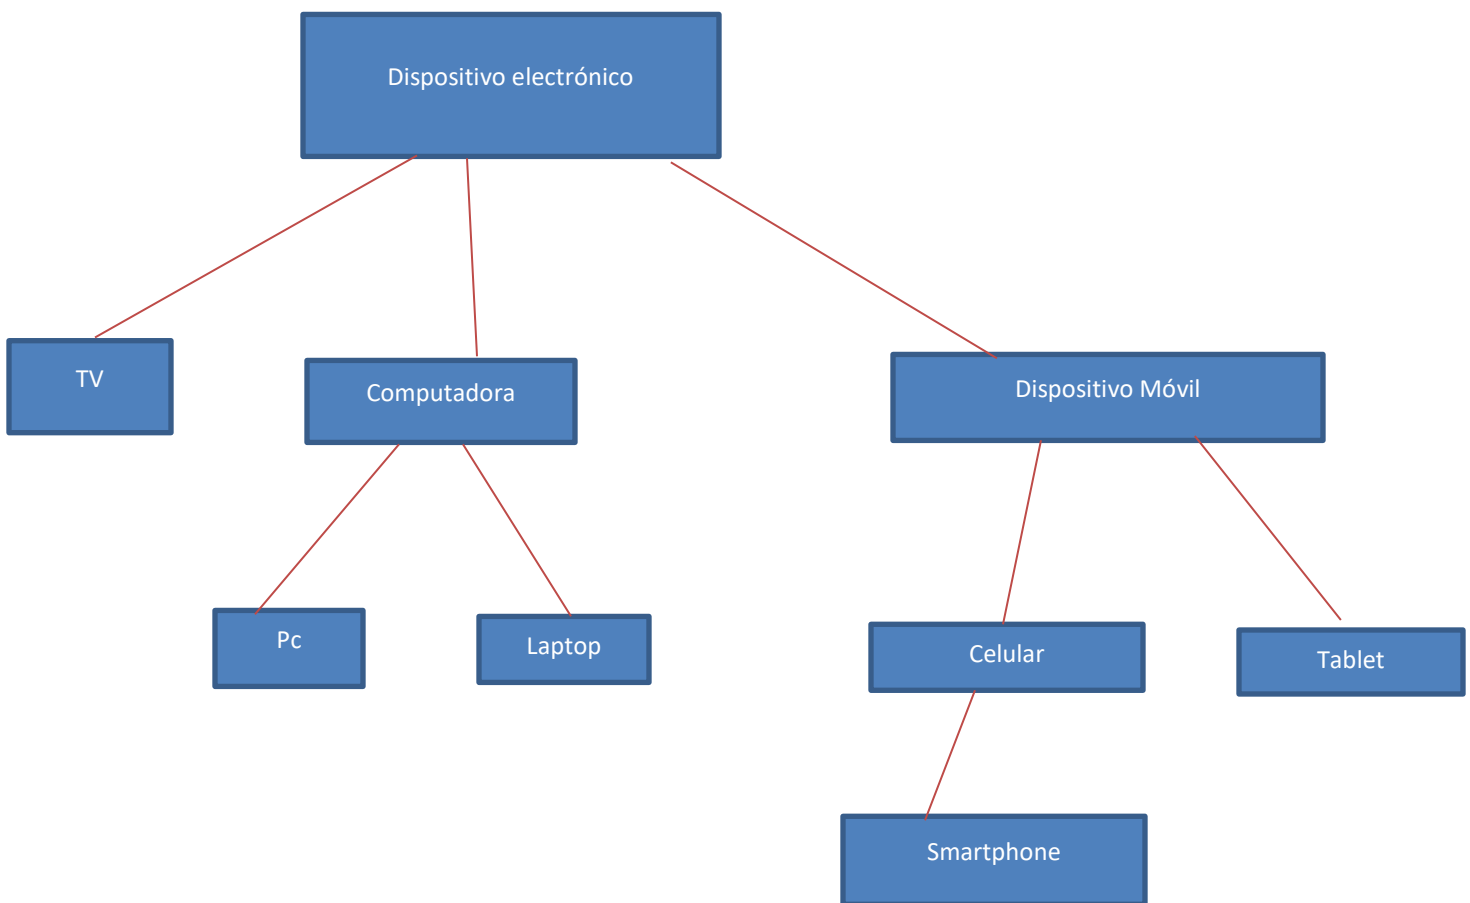 Dispositivo electrónico
TV
Computadora
Dispositivo Móvil
Pc
Laptop
Celular
Tablet
Smartphone